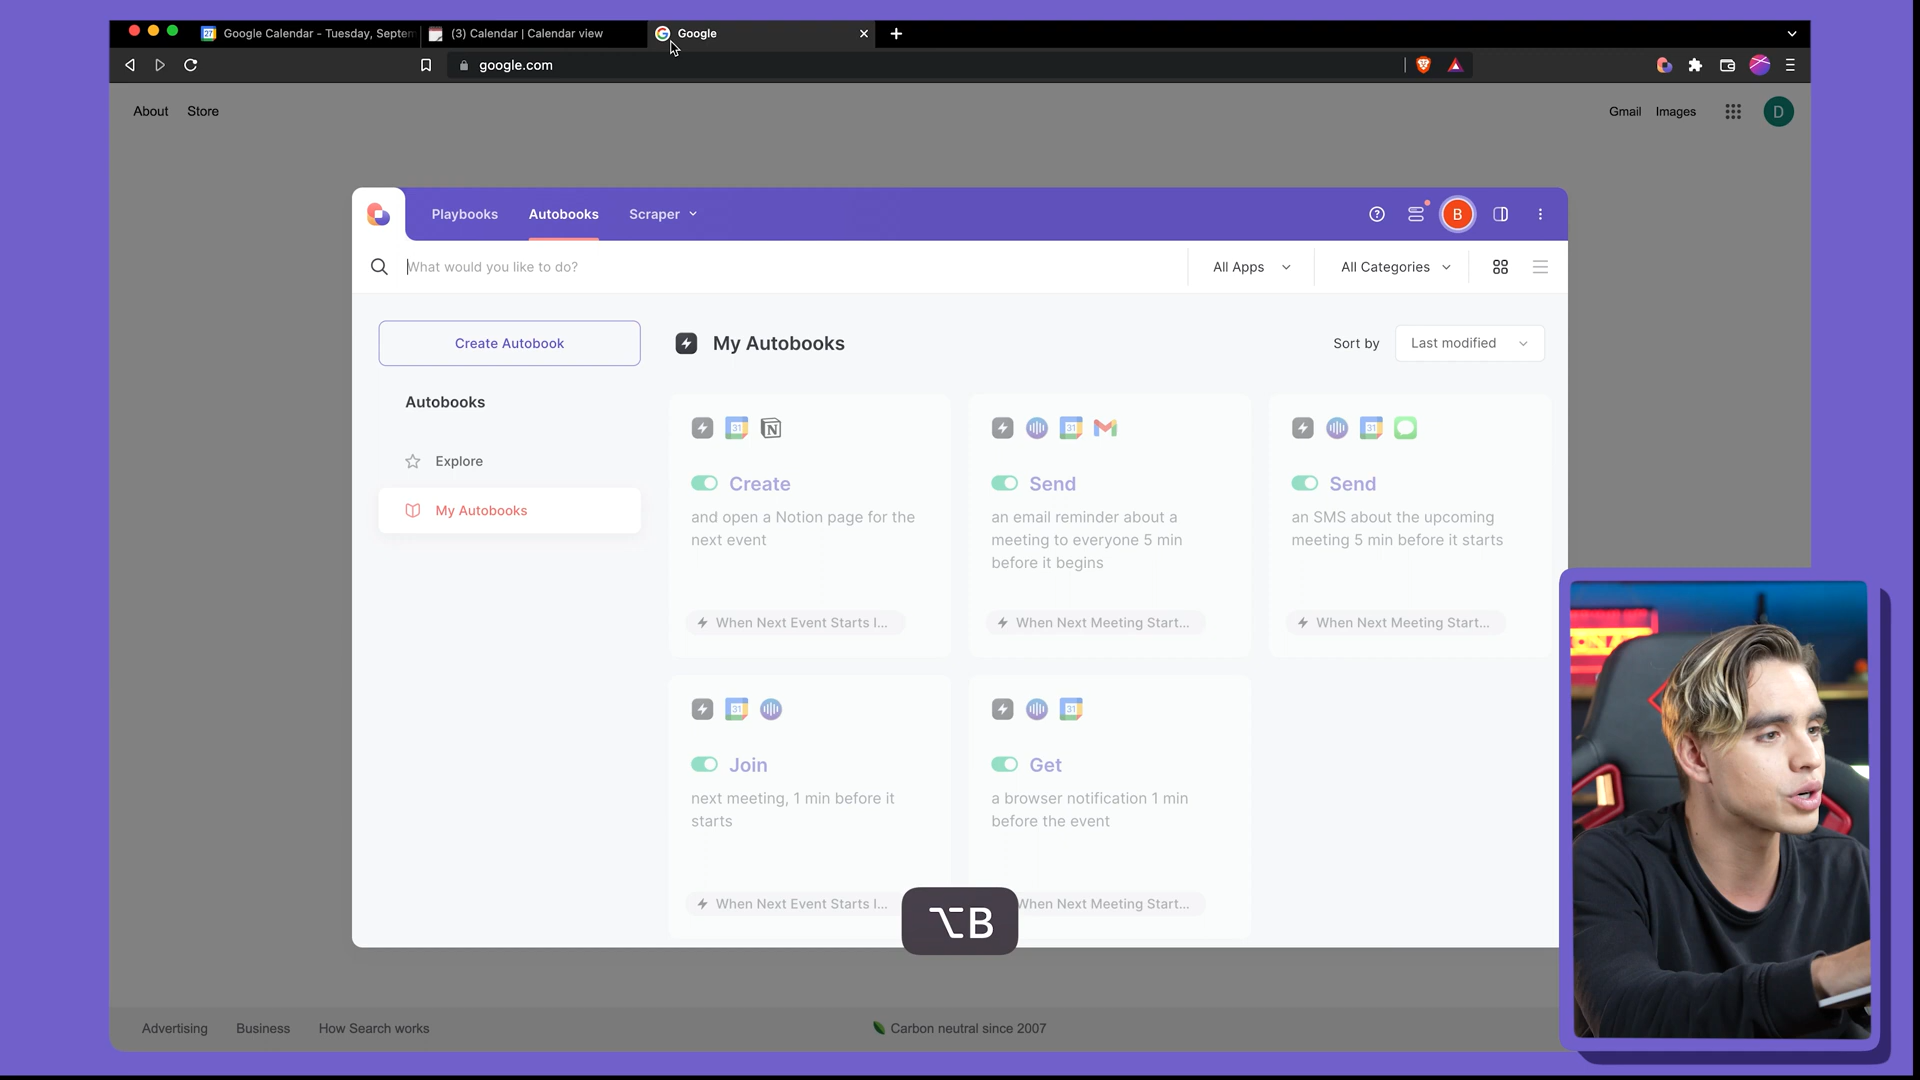 Google Calendar - Tuesday, Septem
(3) Calendar | Calendar view
Google
google.com
About
Store
Gmail
Images
D
Playbooks
Autobooks
Scraper
B
What would you like to do?
All Apps
All Categories
Create Autobook
My Autobooks
Sort by
Last modified
Autobooks
Explore
My Autobooks
Create
and open a Notion page for the
next event
When Next Event Starts I...
Send
an email reminder about a
meeting to everyone 5 min
before it begins
When Next Meeting Start...
Send
an SMS about the upcoming
meeting 5 min before it starts
When Next Meeting Start...
Join
next meeting, 1 min before it
starts
When Next Event Starts I...
Get
a browser notification 1 min
before the event
When Next Meeting Start...
⌥B
Advertising
Business
How Search works
Carbon neutral since 2007